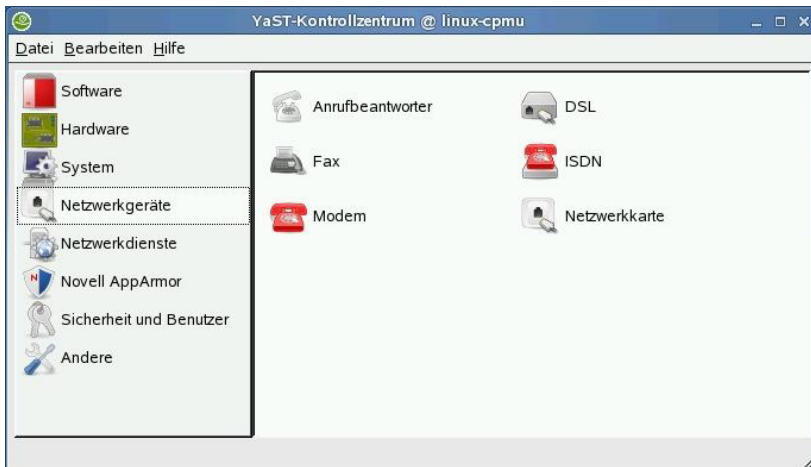 YaST-Kontrollzentrum @ linux-cpmu
Datei Bearbeiten Hilfe
Software
Hardware
System
Netzwerkgeräte
Netzwerkdienste
Novell AppArmor
Sicherheit und Benutzer
Andere
Anrufbeantworter
DSL
Fax
ISDN
Modem
Netzwerkkarte